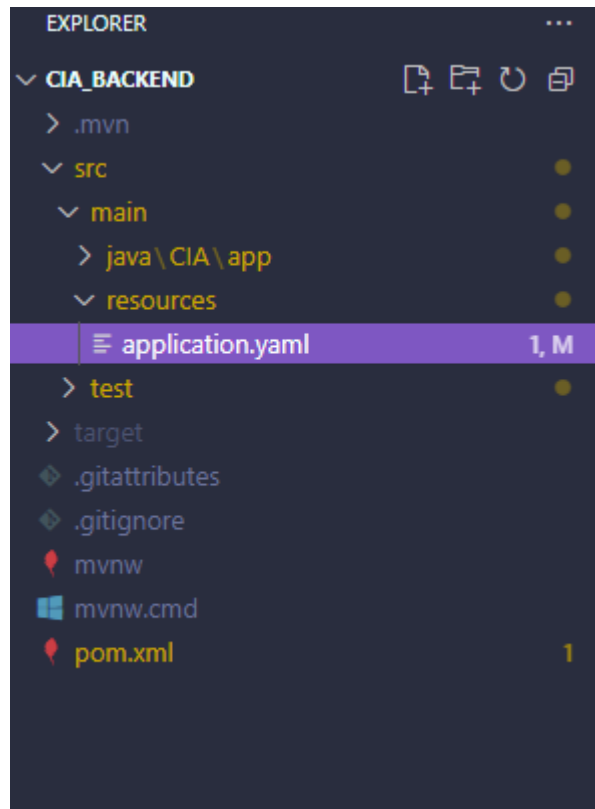 EXPLORER ...
CIA_BACKEND
.mvn
src
main
java\CIA\app
resources
application.yaml 1, M
test
target
.gitattributes
.gitignore
mvnw
mvnw.cmd
pom.xml 1